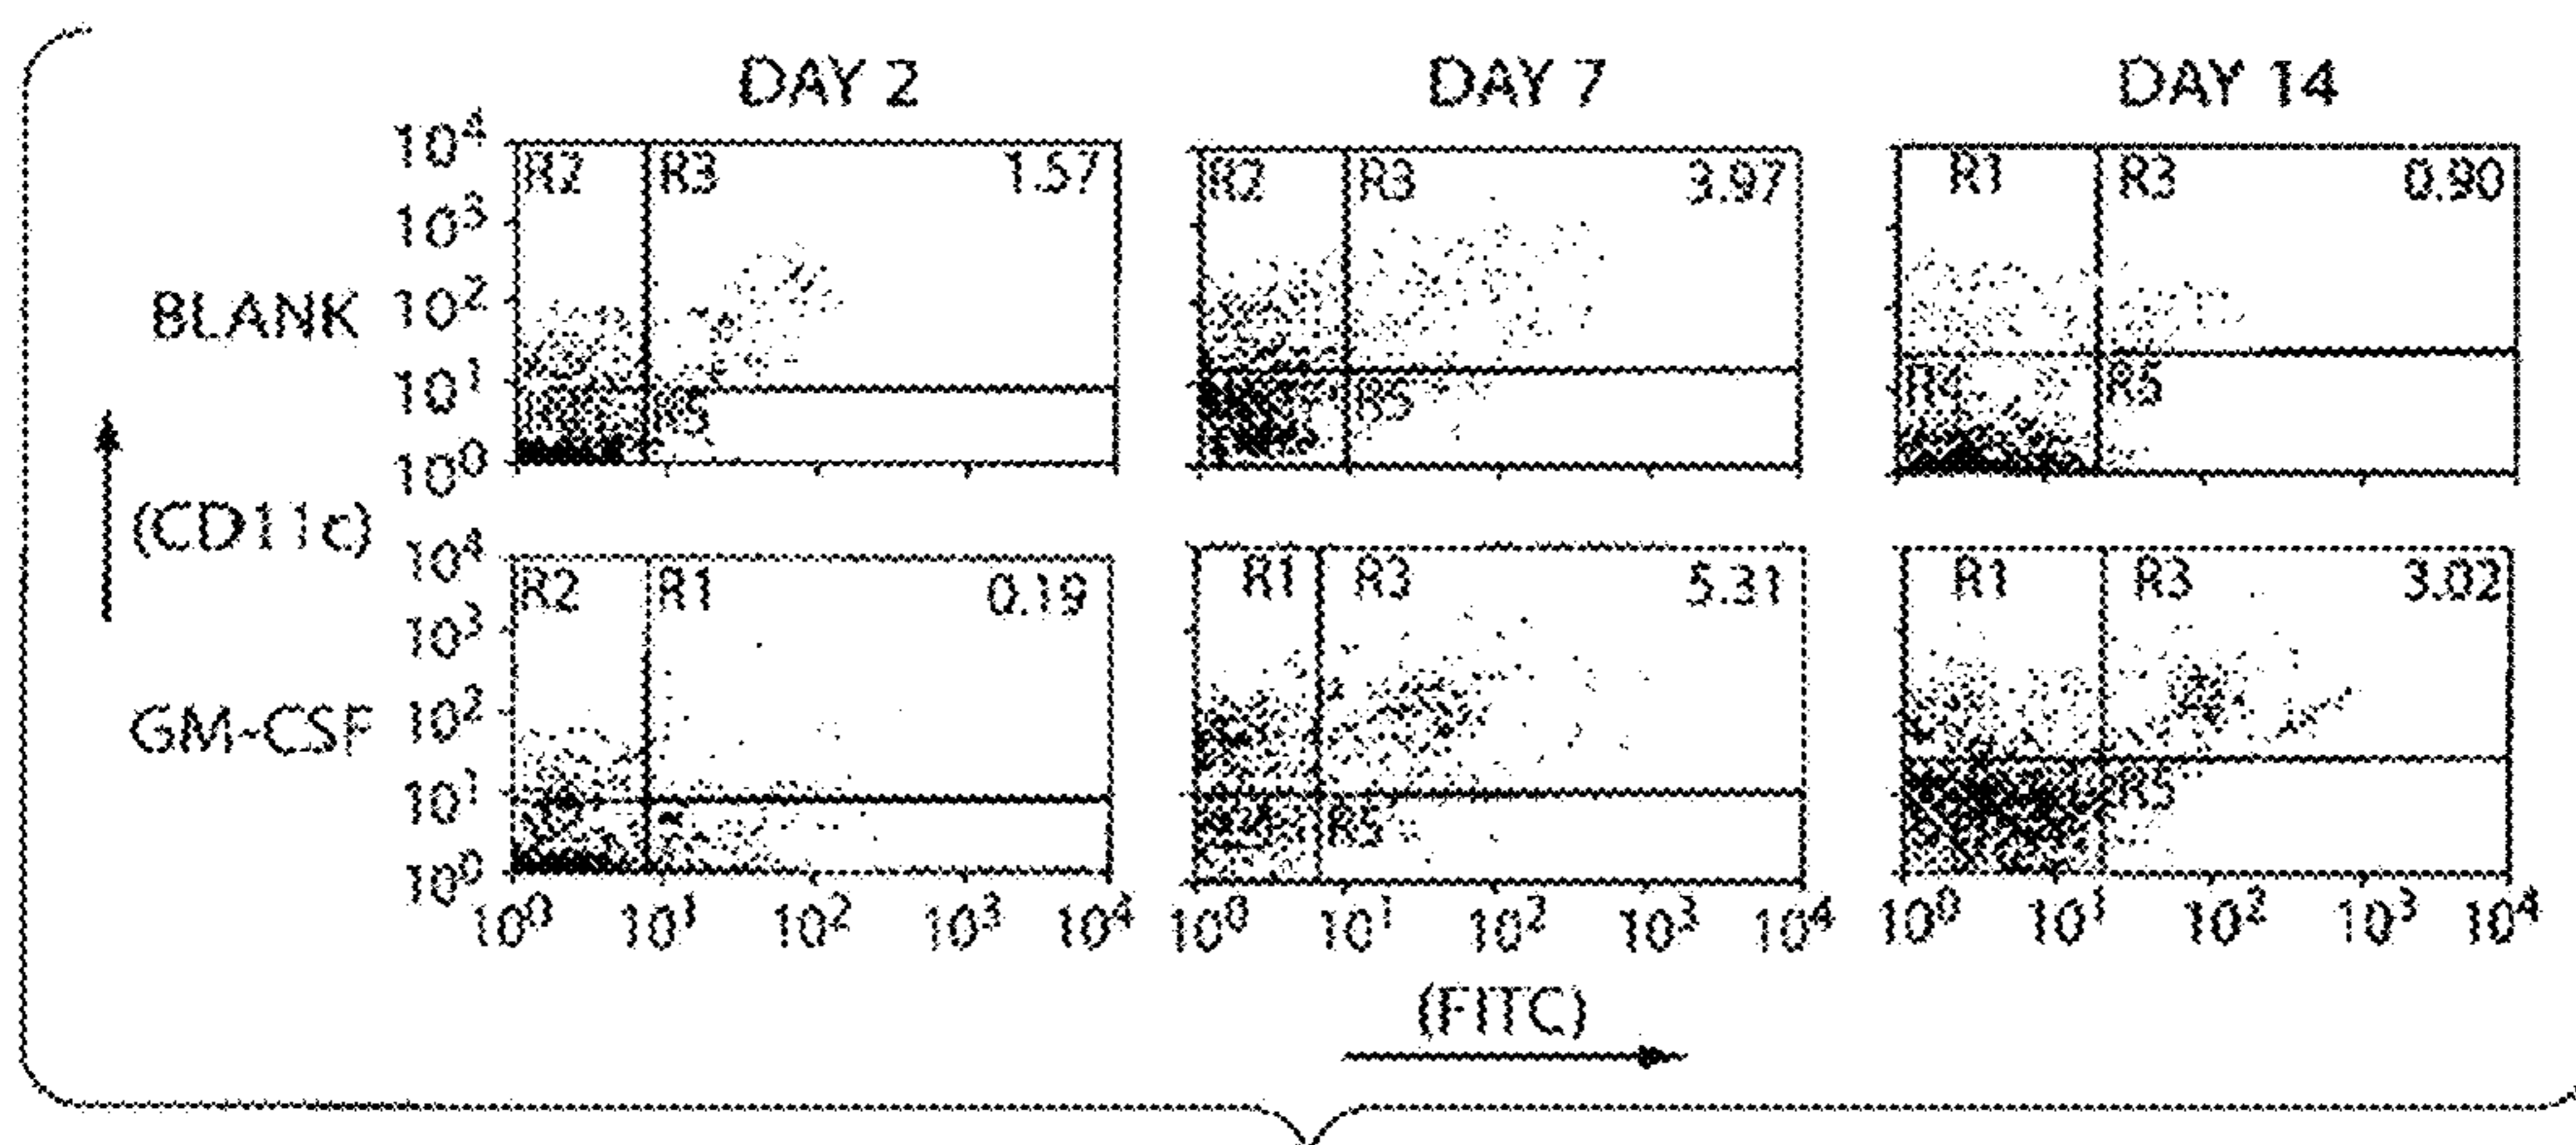 DAY 2 DAY 7 DAY 14
10⁴ R2 R3 1.57 R2 R3 3.97 R1 R3 0.90
10³
BLANK 10²
10¹ R5 R5 R4 R5
10⁰
(CD11c)
10⁴ R2 R1 0.19 R1 R3 5.31 R1 R3 3.02
10³
GM-CSF 10²
10¹ R5 R5
10⁰
10⁰ 10¹ 10² 10³ 10⁴ 10⁰ 10¹ 10² 10³ 10⁴ 10⁰ 10¹ 10² 10³ 10⁴
(FITC)